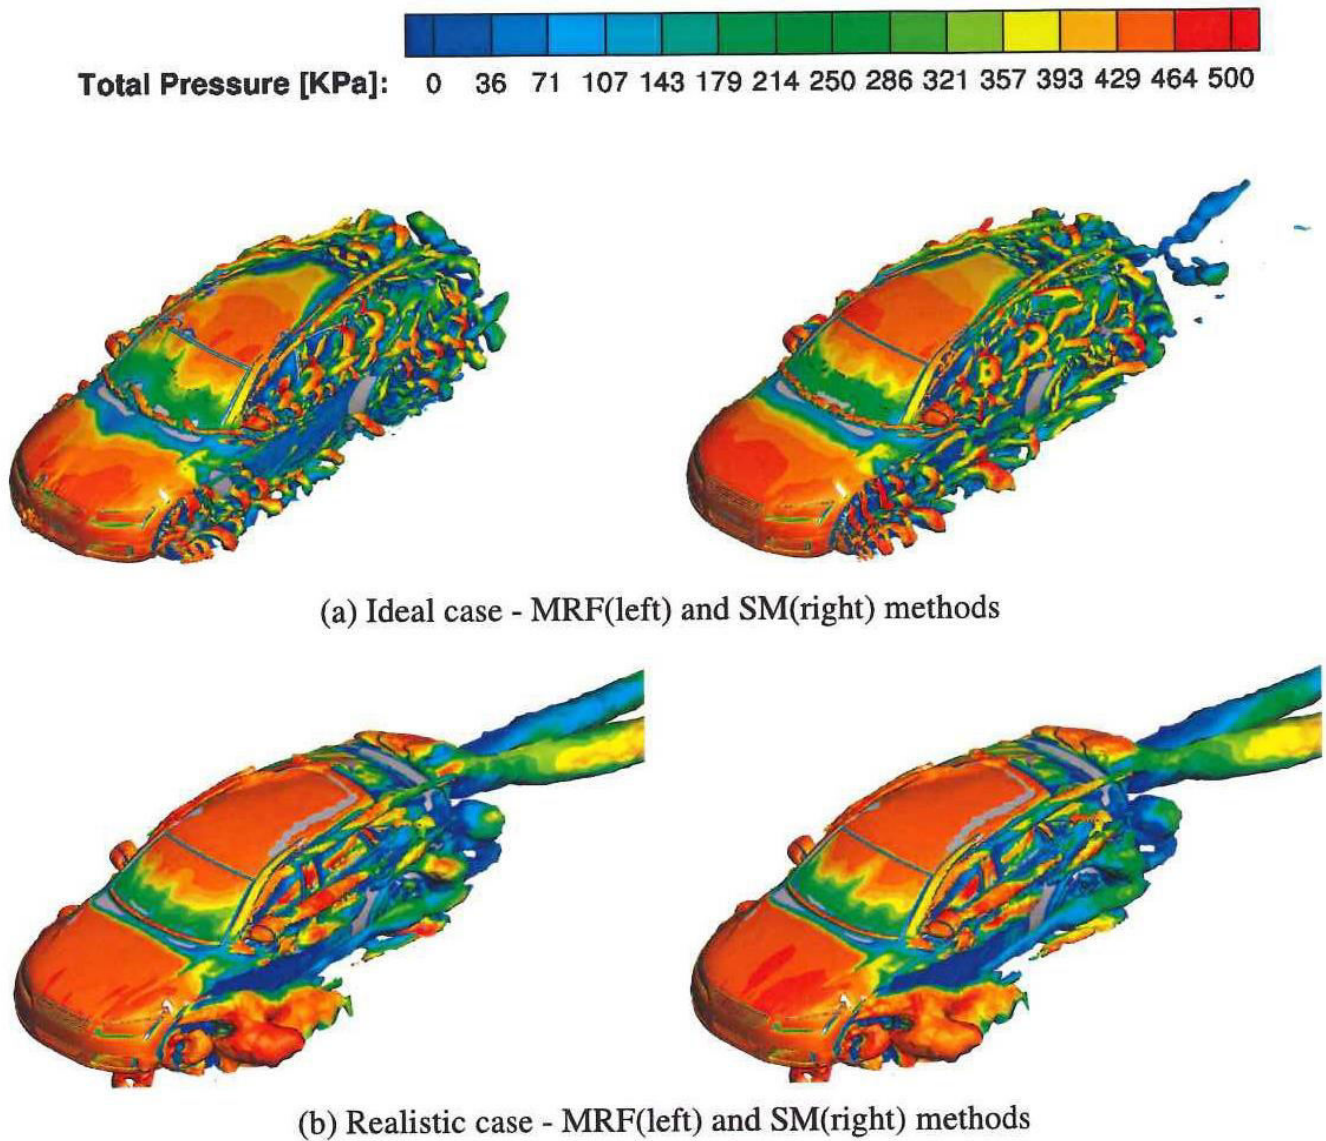 Total Pressure [KPa]: 0 36 71 107 143 179 214 250 286 321 357 393 429 464 500
(a) Ideal case - MRF(left) and SM(right) methods
(b) Realistic case - MRF(left) and SM(right) methods